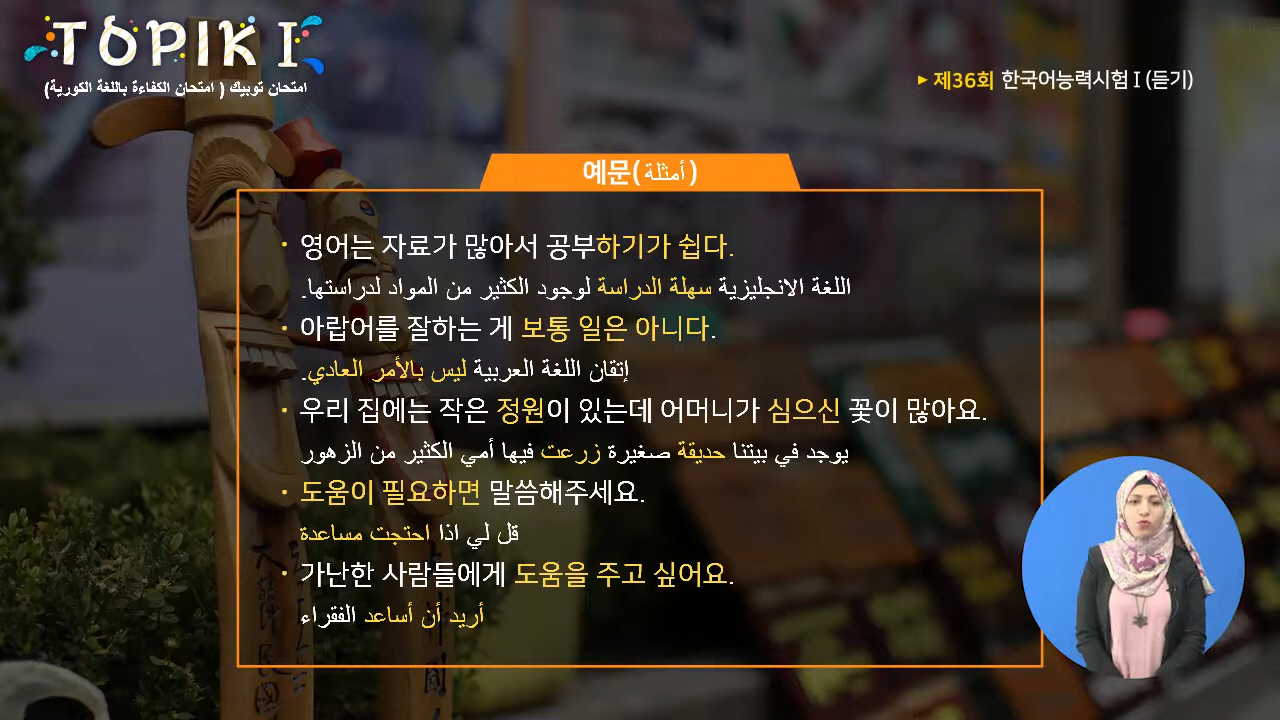 TOPIK I
امتحان توبيك ( امتحان الكفاءة باللغة الكورية)
▶ 제36회 한국어능력시험 I (듣기)
예문(أمثلة)
· 영어는 자료가 많아서 공부하기가 쉽다.
اللغة الانجليزية سهلة الدراسة لوجود الكثير من المواد لدراستها.
· 아랍어를 잘하는 게 보통 일은 아니다.
إتقان اللغة العربية ليس بالأمر العادي.
· 우리 집에는 작은 정원이 있는데 어머니가 심으신 꽃이 많아요.
يوجد في بيتنا حديقة صغيرة زرعت فيها أمي الكثير من الزهور
· 도움이 필요하면 말씀해주세요.
قل لي اذا احتجت مساعدة
· 가난한 사람들에게 도움을 주고 싶어요.
أريد أن أساعد الفقراء